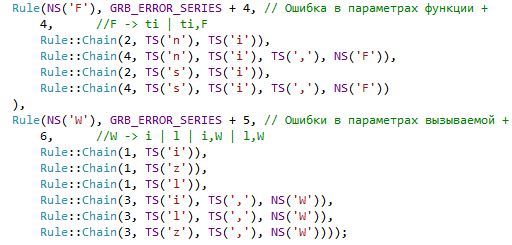 Rule(NS('F'), GRB_ERROR_SERIES + 4, // Ошибка в параметрах функции +
4, //F -> ti | ti,F
Rule::Chain(2, TS('n'), TS('i')),
Rule::Chain(4, TS('n'), TS('i'), TS(','), NS('F')),
Rule::Chain(2, TS('s'), TS('i')),
Rule::Chain(4, TS('s'), TS('i'), TS(','), NS('F'))
),
Rule(NS('W'), GRB_ERROR_SERIES + 5, // Ошибки в параметрах вызываемой +
6, //W -> i | l | i,W | l,W
Rule::Chain(1, TS('i')),
Rule::Chain(1, TS('z')),
Rule::Chain(1, TS('l')),
Rule::Chain(3, TS('i'), TS(','), NS('W')),
Rule::Chain(3, TS('l'), TS(','), NS('W')),
Rule::Chain(3, TS('z'), TS(','), NS('W'))));